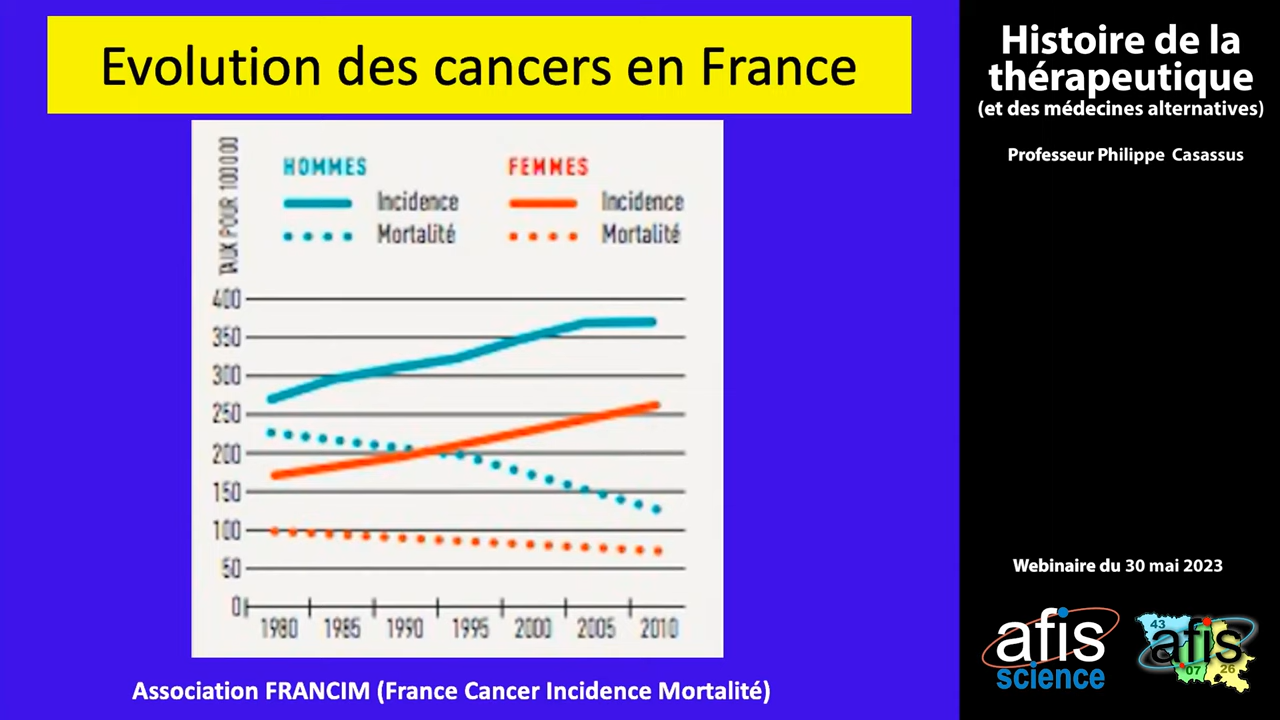 Evolution des cancers en France
TAUX POUR 100 000
HOMMES
Incidence
Mortalité
FEMMES
Incidence
Mortalité
400
350
300
250
200
150
100
50
0
1980 1985 1990 1995 2000 2005 2010
Association FRANCIM (France Cancer Incidence Mortalité)
Histoire de la
thérapeutique
(et des médecines alternatives)
Professeur Philippe Casassus
Webinaire du 30 mai 2023
afis
science
43
afis
07
26